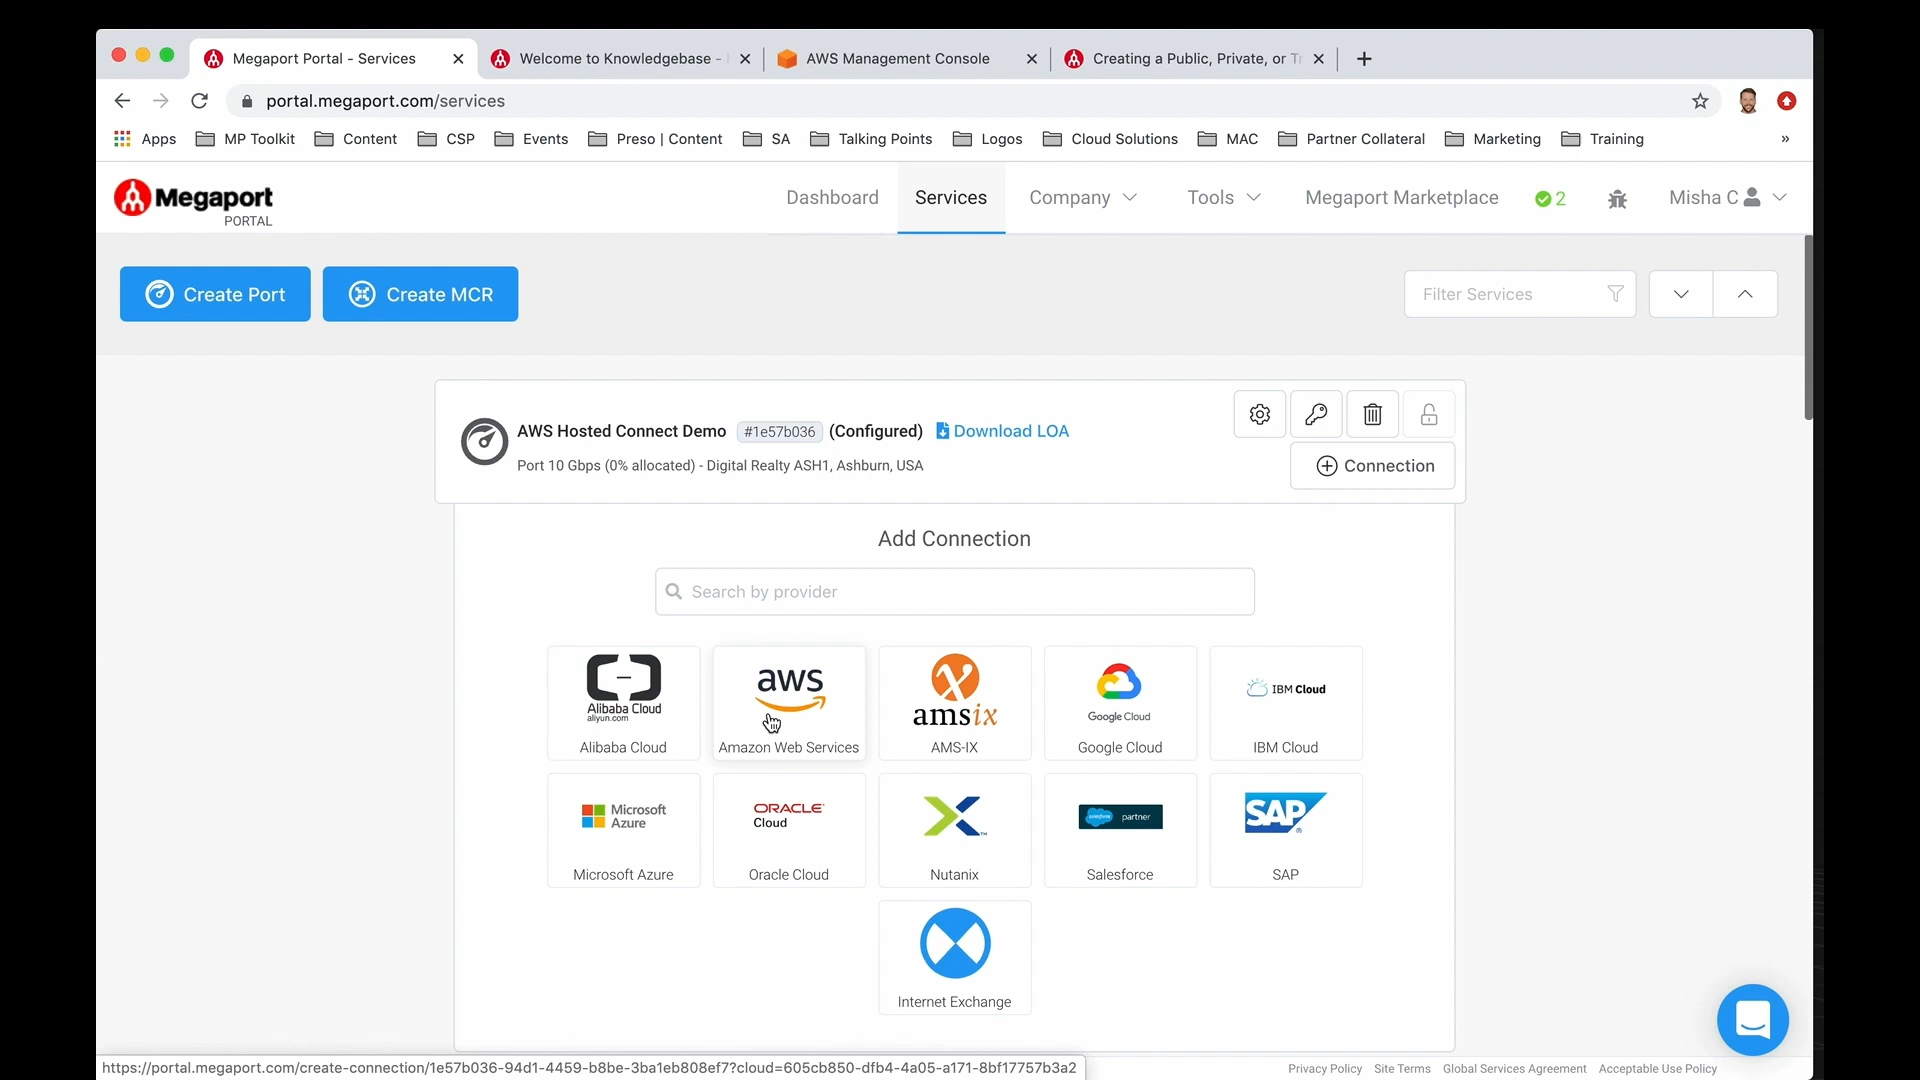 Megaport Portal - Services
Welcome to Knowledgebase -
AWS Management Console
Creating a Public, Private, or Tr
portal.megaport.com/services
Apps MP Toolkit Content CSP Events Preso | Content SA Talking Points Logos Cloud Solutions MAC Partner Collateral Marketing Training »
Megaport
PORTAL
Dashboard Services Company Tools Megaport Marketplace 2 Misha C
Create Port Create MCR Filter Services
AWS Hosted Connect Demo #1e57b036 (Configured) Download LOA
Port 10 Gbps (0% allocated) - Digital Realty ASH1, Ashburn, USA
Connection
Add Connection
Search by provider
Alibaba Cloud
aliyun.com
Alibaba Cloud
aws
Amazon Web Services
amsix
AMS-IX
Google Cloud
Google Cloud
IBM Cloud
IBM Cloud
Microsoft
Azure
Microsoft Azure
ORACLE
Cloud
Oracle Cloud
Nutanix
salesforce partner
Salesforce
SAP
SAP
Internet Exchange
https://portal.megaport.com/create-connection/1e57b036-94d1-4459-b8be-3ba1eb808ef7?cloud=605cb850-dfb4-4a05-a171-8bf17757b3a2
Privacy Policy Site Terms Global Services Agreement Acceptable Use Policy